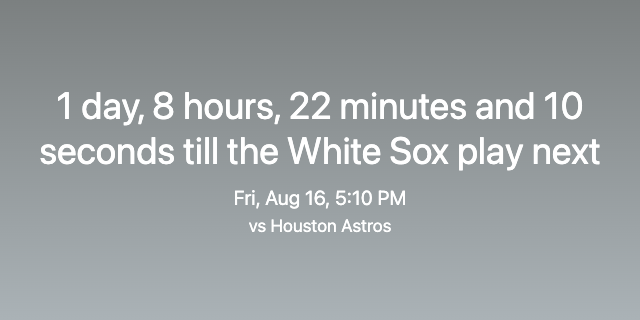 1 day, 8 hours, 22 minutes and 10
seconds till the White Sox play next
Fri, Aug 16, 5:10 PM
vs Houston Astros